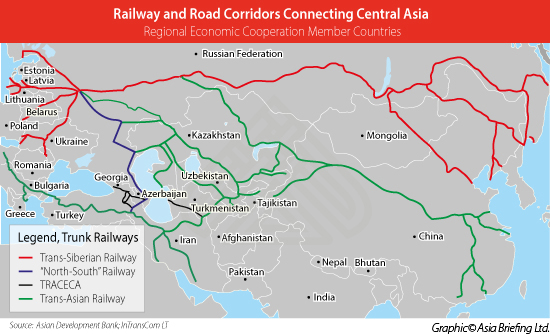 Railway and Road Corridors Connecting Central Asia
Regional Economic Cooperation Member Countries
Russian Federation
Estonia
Latvia
Lithuania
Belarus
Poland
Ukraine
Kazakhstan
Mongolia
Romania
Georgia
Uzbekistan
Bulgaria
Azerbaijan
Tajikistan
Turkmenistan
Greece
Turkey
Iran
Afghanistan
China
Pakistan
Nepal
Bhutan
India
Legend, Trunk Railways
Trans-Siberian Railway
"North-South" Railway
TRACECA
Trans-Asian Railway
Source: Asian Development Bank; InTransCom LT
Graphic© Asia Briefing Ltd.